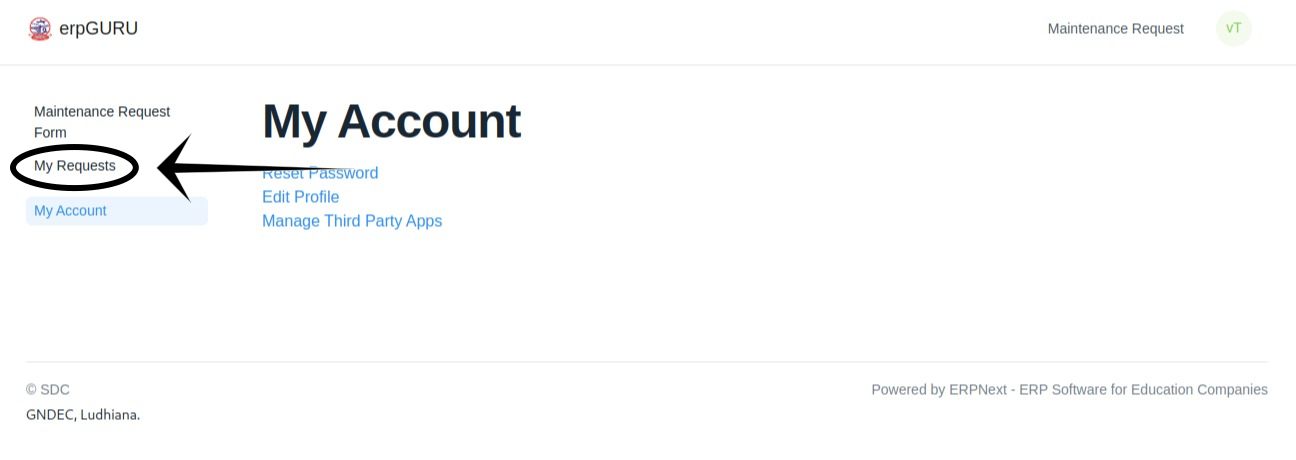 erpGURU
Maintenance Request
vT
Maintenance Request
Form
My Requests
My Account
My Account
Reset Password
Edit Profile
Manage Third Party Apps
© SDC
Powered by ERPNext - ERP Software for Education Companies
GNDEC, Ludhiana.